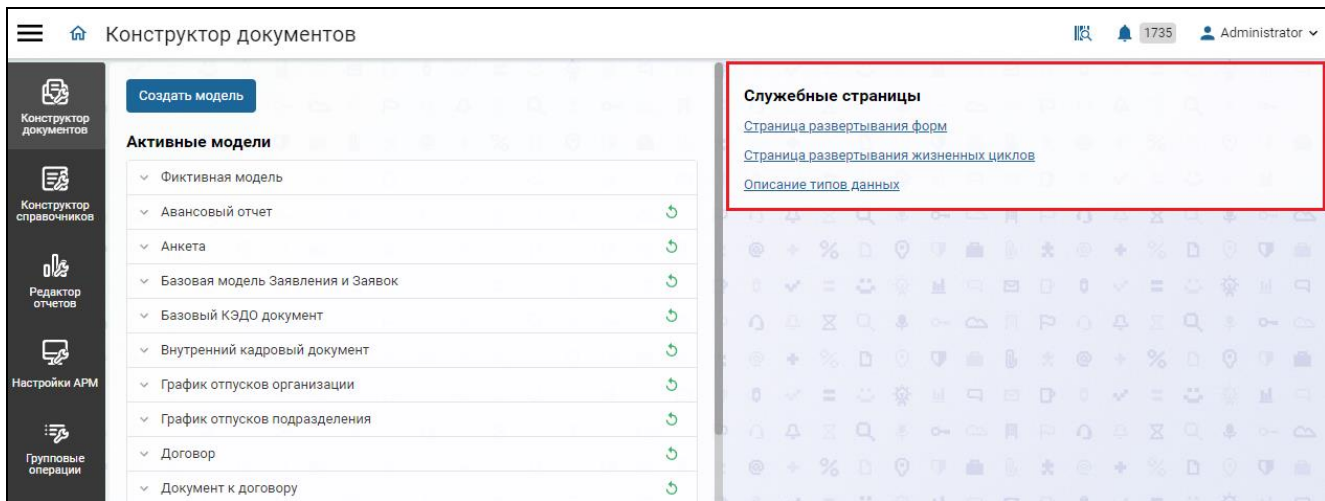 Конструктор документов
1735
Administrator
Конструктор
документов
Конструктор
справочников
Редактор
отчетов
Настройки АРМ
Групповые
операции
Создать модель
Активные модели
Фиктивная модель
Авансовый отчет
Анкета
Базовая модель Заявления и Заявок
Базовый КЭДО документ
Внутренний кадровый документ
График отпусков организации
График отпусков подразделения
Договор
Документ к договору
Служебные страницы
Страница развертывания форм
Страница развертывания жизненных циклов
Описание типов данных